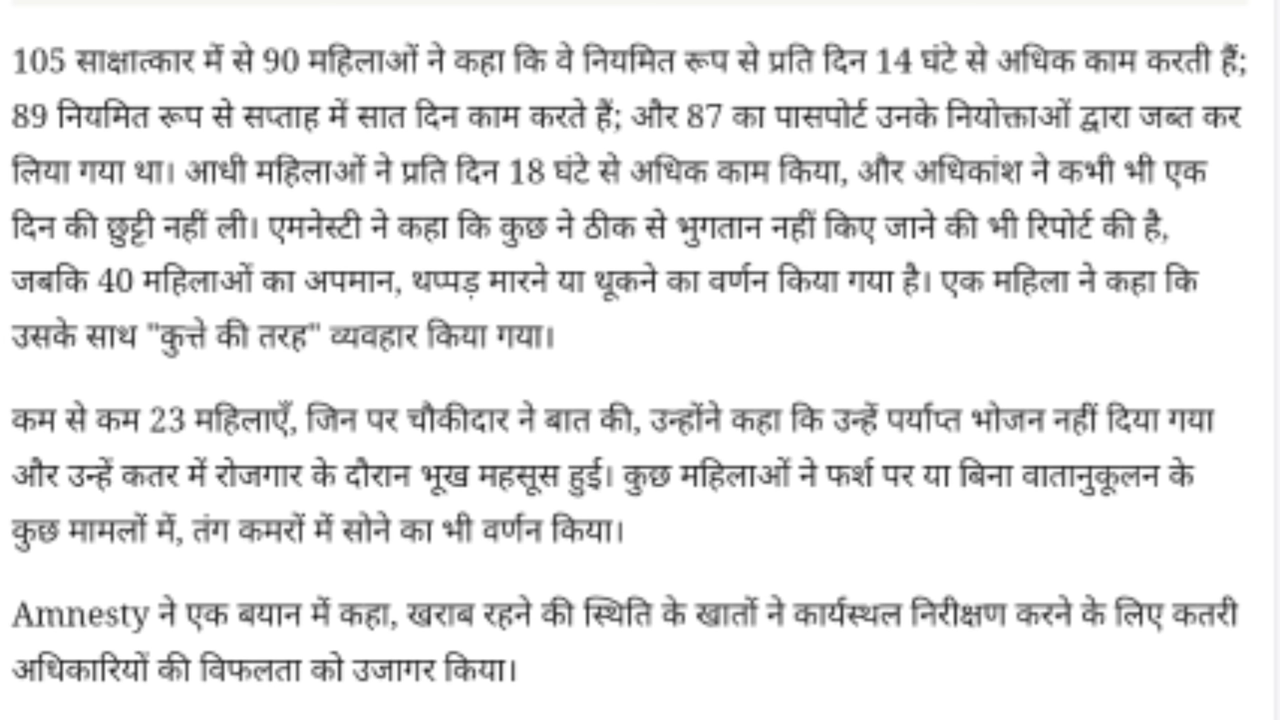 105 साक्षात्कार में से 90 महिलाओं ने कहा कि वे नियमित रूप से प्रति दिन 14 घंटे से अधिक काम करती हैं;
89 नियमित रूप से सप्ताह में सात दिन काम करते हैं; और 87 का पासपोर्ट उनके नियोक्ताओं द्वारा जब्त कर
लिया गया था। आधी महिलाओं ने प्रति दिन 18 घंटे से अधिक काम किया, और अधिकांश ने कभी भी एक
दिन की छुट्टी नहीं ली। एमनेस्टी ने कहा कि कुछ ने ठीक से भुगतान नहीं किए जाने की भी रिपोर्ट की है,
जबकि 40 महिलाओं का अपमान, थप्पड़ मारने या थूकने का वर्णन किया गया है। एक महिला ने कहा कि
उसके साथ "कुत्ते की तरह" व्यवहार किया गया।
कम से कम 23 महिलाएँ, जिन पर चौकीदार ने बात की, उन्होंने कहा कि उन्हें पर्याप्त भोजन नहीं दिया गया
और उन्हें कतर में रोजगार के दौरान भूख महसूस हुई। कुछ महिलाओं ने फर्श पर या बिना वातानुकूलन के
कुछ मामलों में, तंग कमरों में सोने का भी वर्णन किया।
Amnesty ने एक बयान में कहा, खराब रहने की स्थिति के खातों ने कार्यस्थल निरीक्षण करने के लिए कतरी
अधिकारियों की विफलता को उजागर किया।